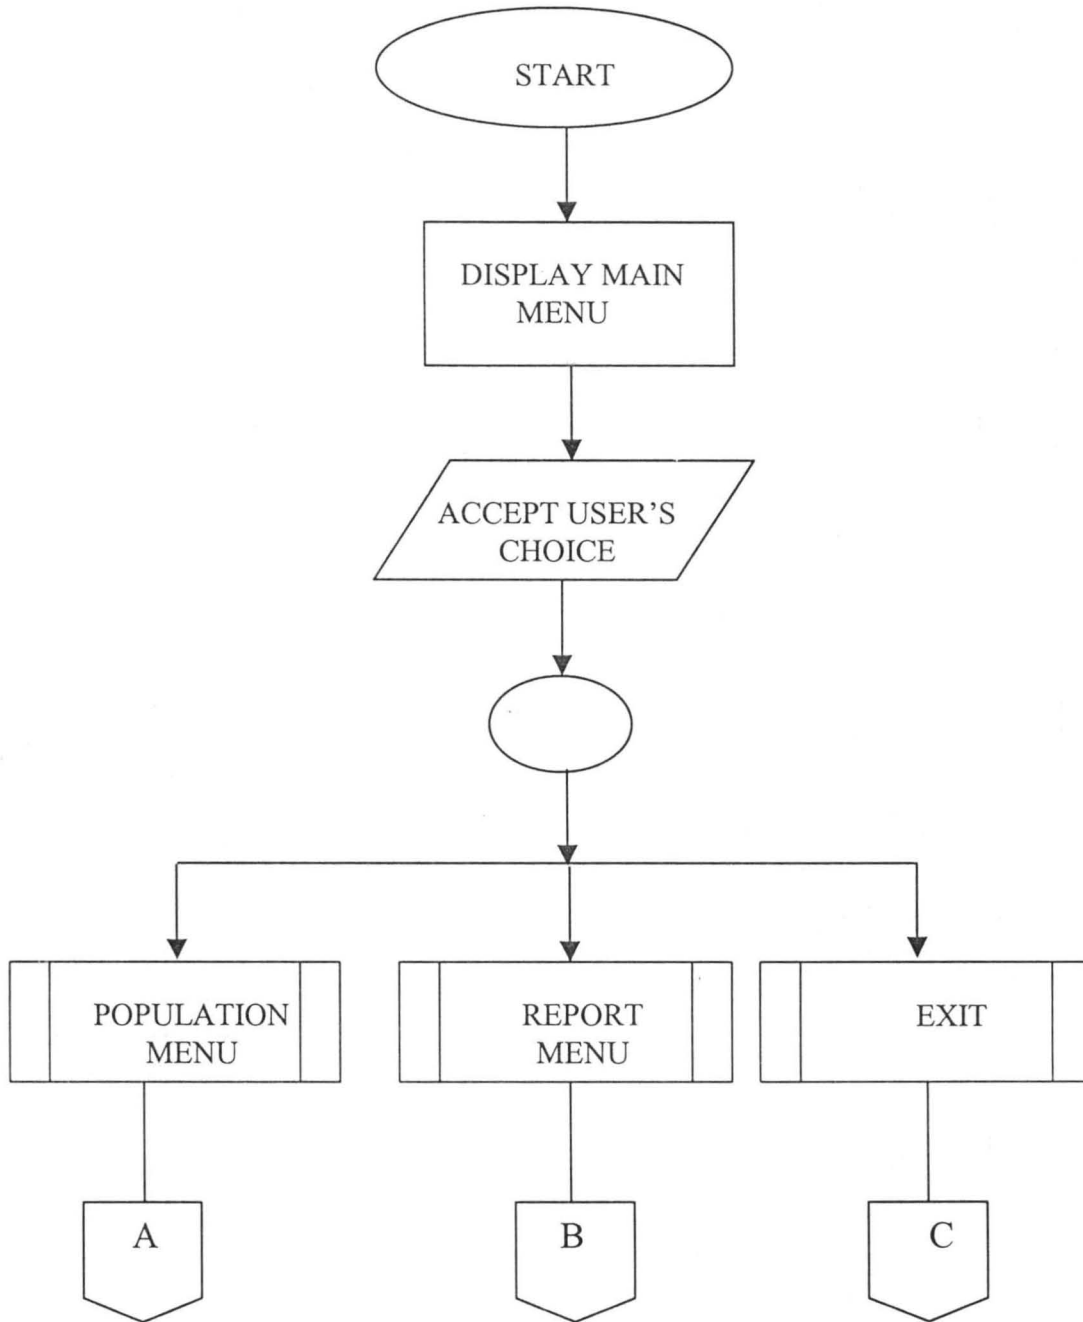 START
DISPLAY MAIN
MENU
ACCEPT USER'S
CHOICE
POPULATION
MENU
REPORT
MENU
EXIT
A
B
C